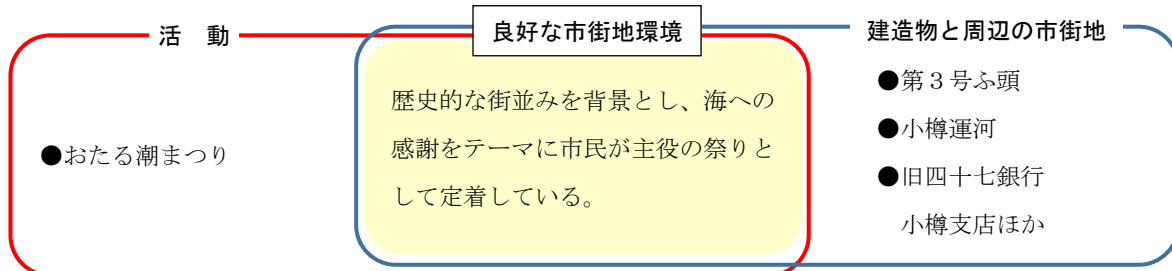 活　動
●おたる潮まつり
良好な市街地環境
歴史的な街並みを背景とし、海への
感謝をテーマに市民が主役の祭りと
して定着している。
建造物と周辺の市街地
●第３号ふ頭
●小樽運河
●旧四十七銀行
小樽支店ほか